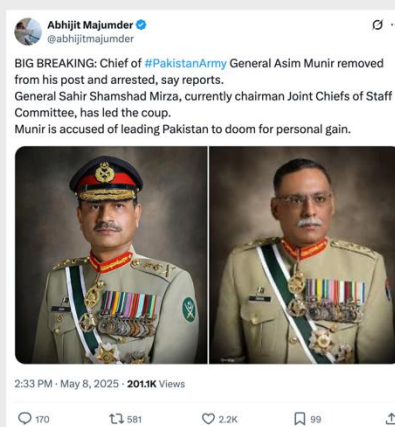 Abhijit Majumder
@abhijitmajumder
BIG BREAKING: Chief of #PakistanArmy General Asim Munir removed
from his post and arrested, say reports.
General Sahir Shamshad Mirza, currently chairman Joint Chiefs of Staff
Committee, has led the coup.
Munir is accused of leading Pakistan to doom for personal gain.
2:33 PM · May 8, 2025 · 201.1K Views
170 581 2.2K 99